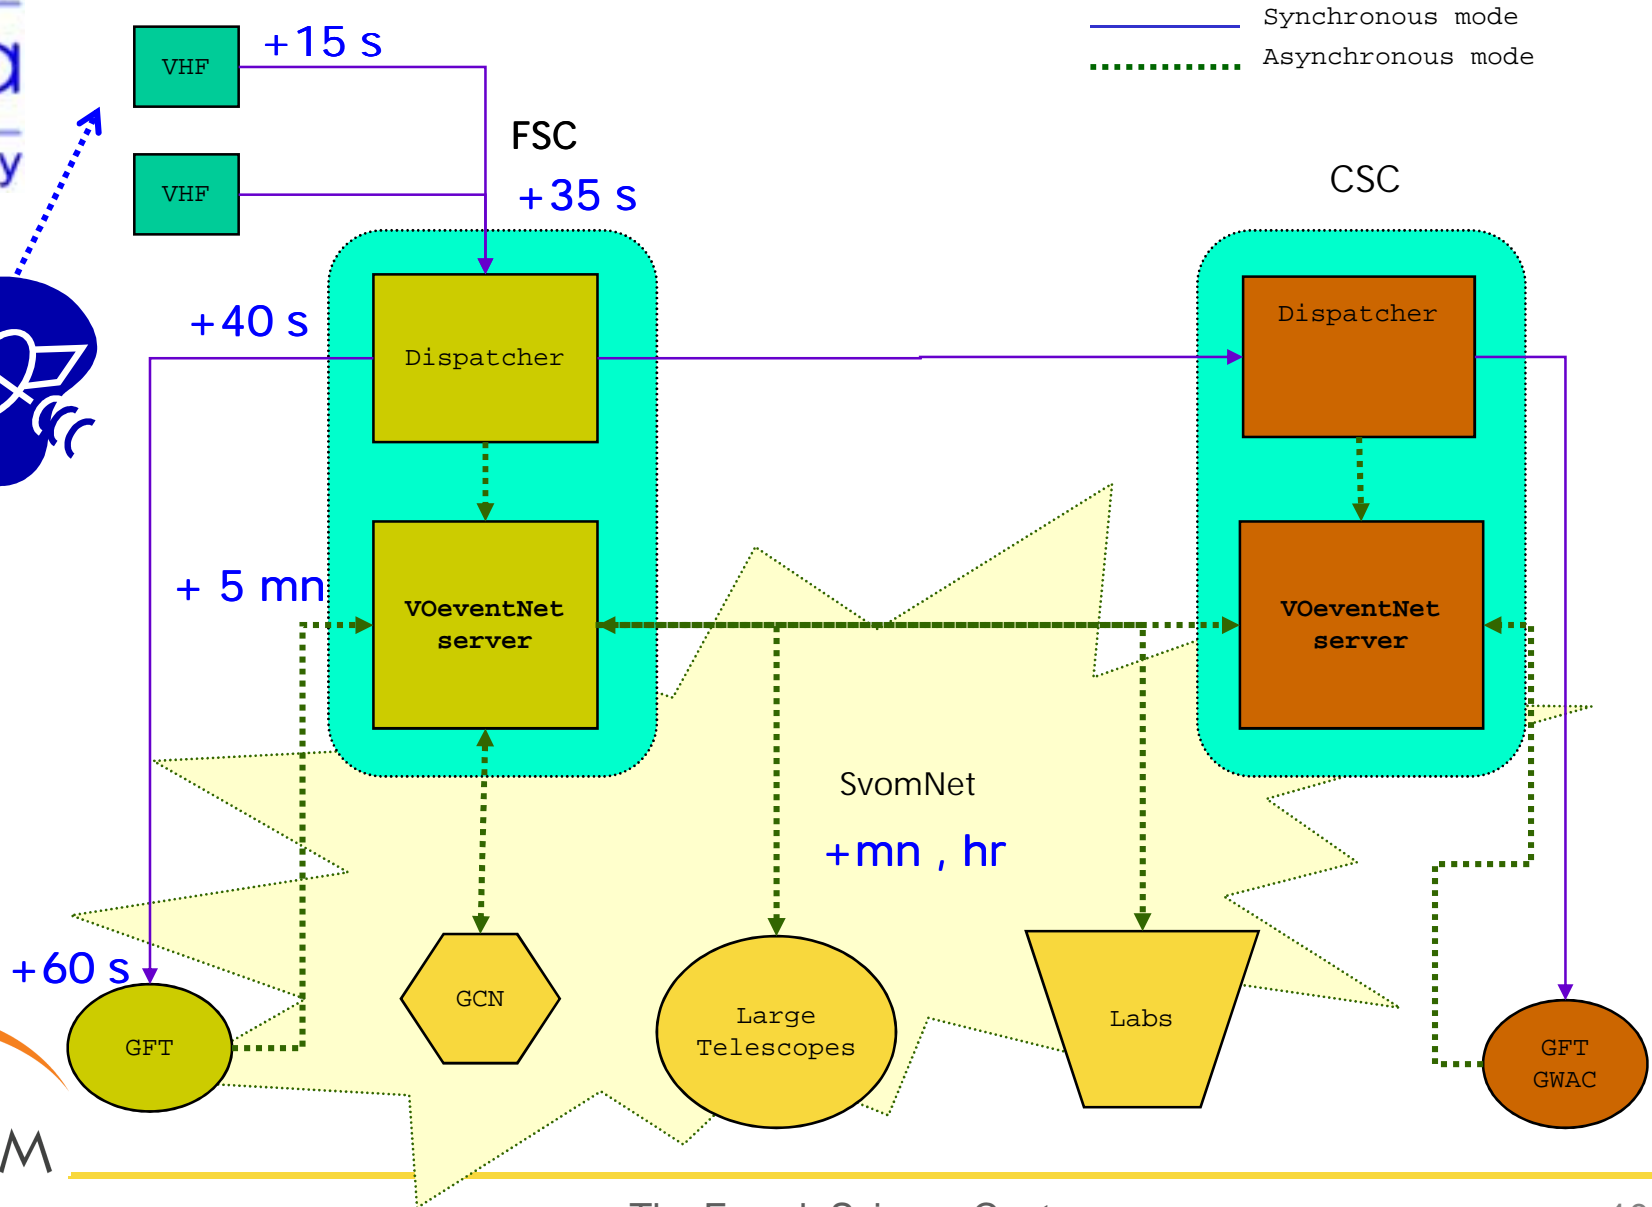 Synchronous mode
Asynchronous mode
VHF
+15 s
FSC
VHF
+35 s
CSC
+40 s
Dispatcher
Dispatcher
+ 5 mn
VOeventNet
server
VOeventNet
server
SvomNet
+mn , hr
+60 s
GFT
GCN
Large
Telescopes
Labs
GFT
GWAC
a
y
M